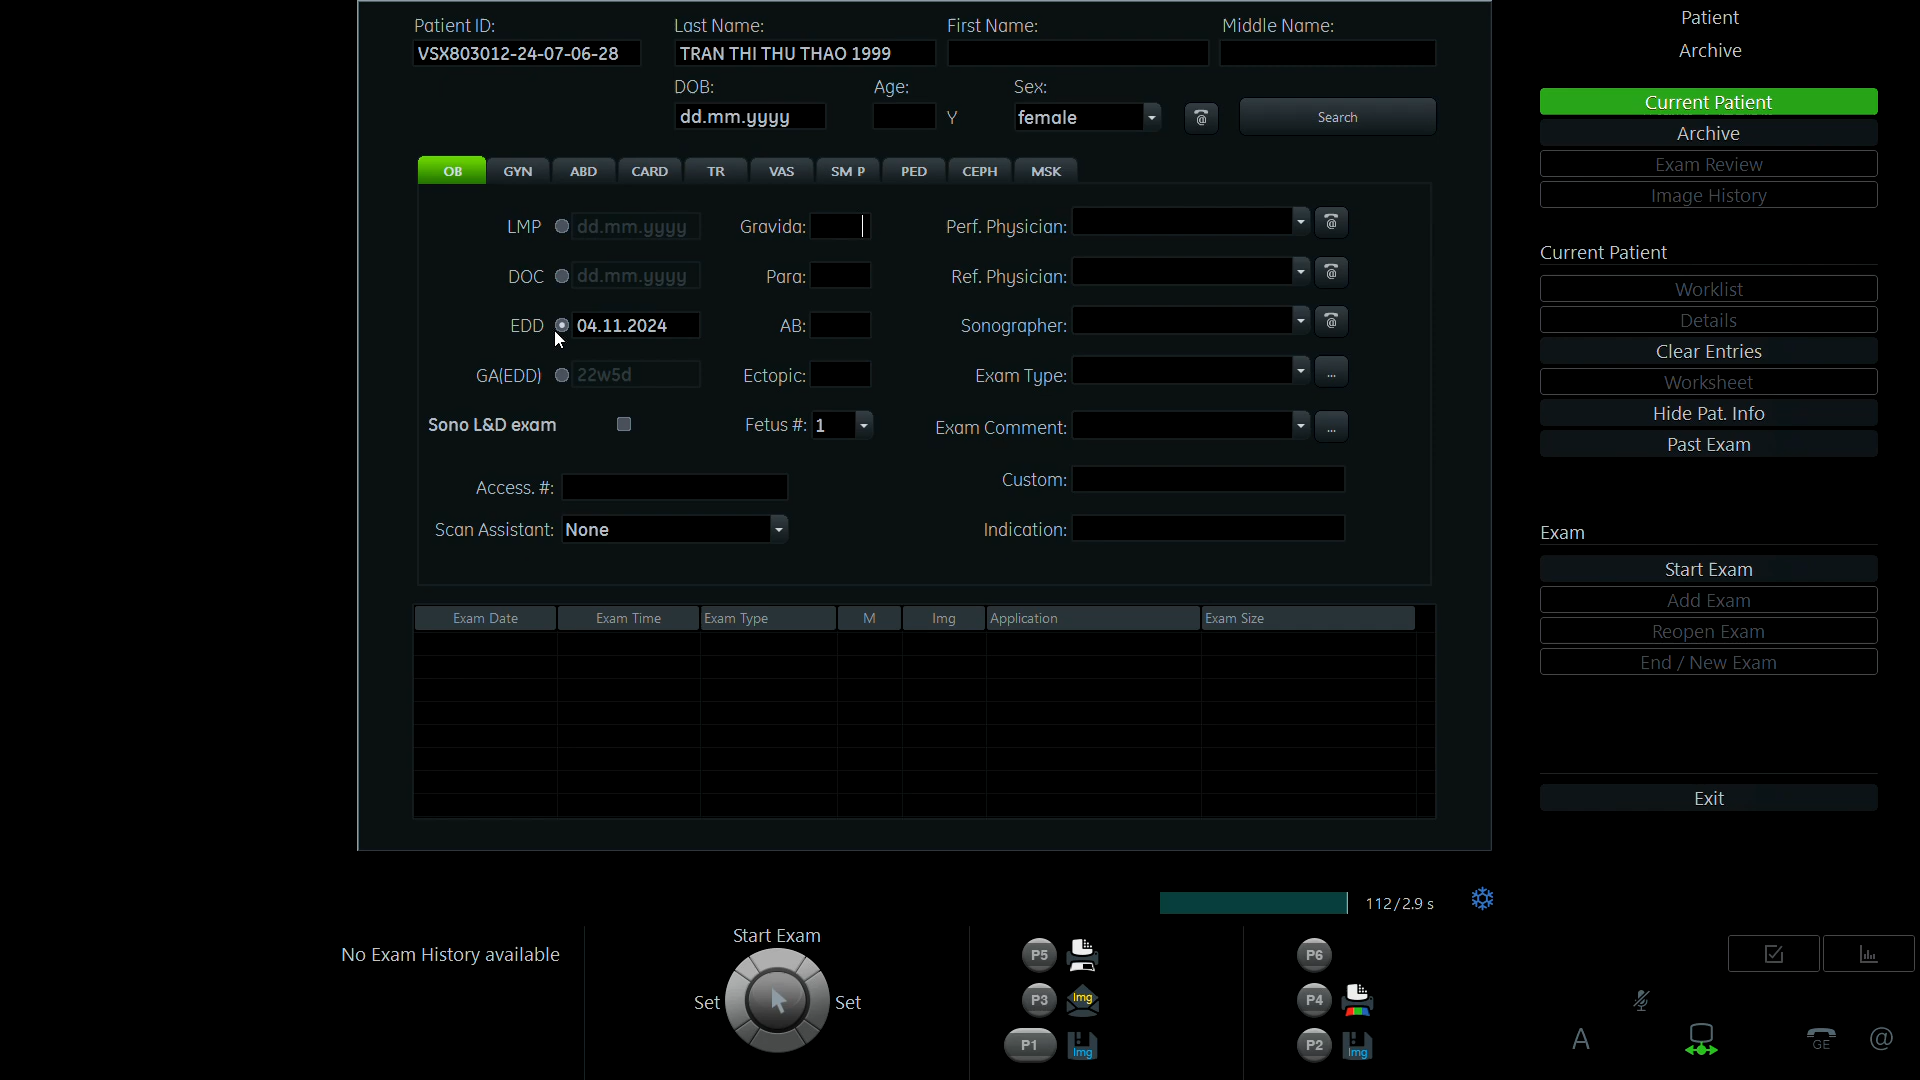 Patient ID: Last Name: First Name: Middle Name:
VSX803012-24-07-06-28 TRAN THI THU THAO 1999
DOB: Age: Sex:
dd.mm.yyyy Y female Search
OB GYN ABD CARD TR VAS SM P PED CEPH MSK
LMP dd.mm.yyyy Gravida: Perf. Physician:
DOC dd.mm.yyyy Para: Ref. Physician:
EDD 04.11.2024 AB: Sonographer:
GA(EDD) 22w5d Ectopic: Exam Type: ...
Sono L&D exam Fetus #: 1 Exam Comment: ...
Access. #: Custom:
Scan Assistant: None Indication:
Exam Date Exam Time Exam Type M Img Application Exam Size
Patient
Archive
Current Patient
Archive
Exam Review
Image History
Current Patient
Worklist
Details
Clear Entries
Worksheet
Hide Pat. Info
Past Exam
Exam
Start Exam
Add Exam
Reopen Exam
End / New Exam
Exit
112/2.9 s
No Exam History available
Start Exam
Set Set
P5 P6
P3 Img P4
P1 Img P2 Img
A GE @